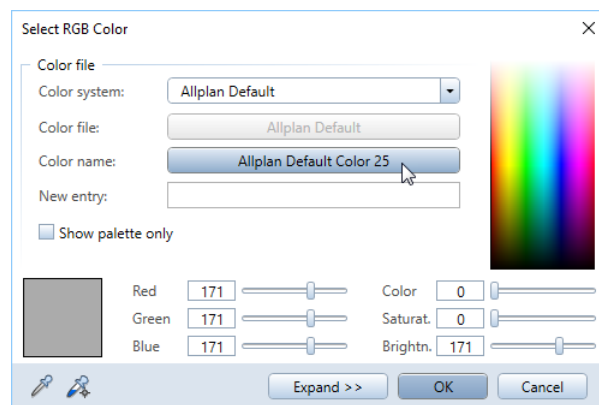 Select RGB Color
Color file
Color system: Allplan Default
Color file: Allplan Default
Color name: Allplan Default Color 25
New entry:
Show palette only
Red 171 Color 0
Green 171 Saturat. 0
Blue 171 Brightn. 171
Expand >> OK Cancel